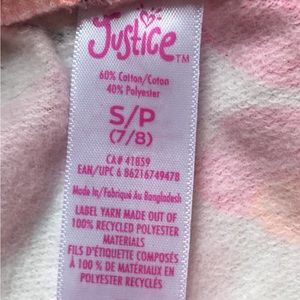 Justice™
60% Cotton/Coton
40% Polyester
S/P
(7/8)
CA# 41859
EAN/UPC 6 86216749478
Made In/Fabriqué Au Bangladesh
LABEL YARN MADE OUT OF
100% RECYCLED POLYESTER
MATERIALS
FILS D'ÉTIQUETTE COMPOSÉS
À 100 % DE MATÉRIAUX EN
POLYESTER RECYCLÉS